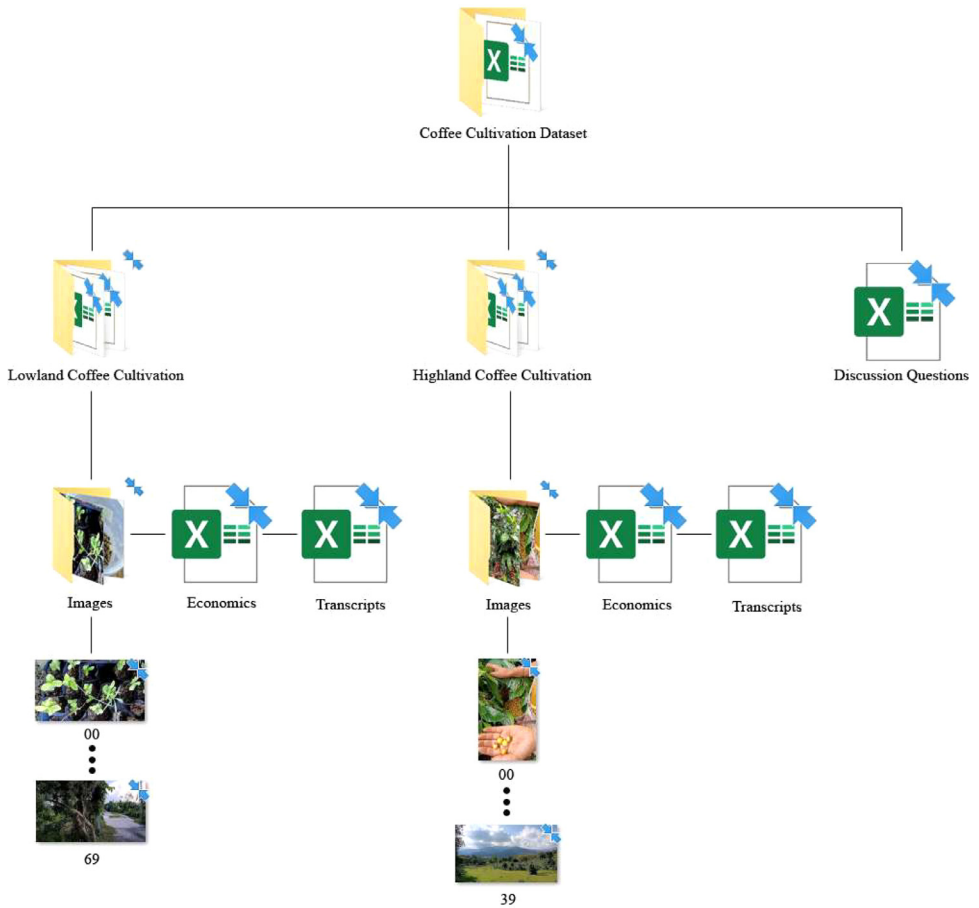 Coffee Cultivation Dataset
Lowland Coffee Cultivation
Highland Coffee Cultivation
Discussion Questions
Images
Economics
Transcripts
Images
Economics
Transcripts
00
69
00
39